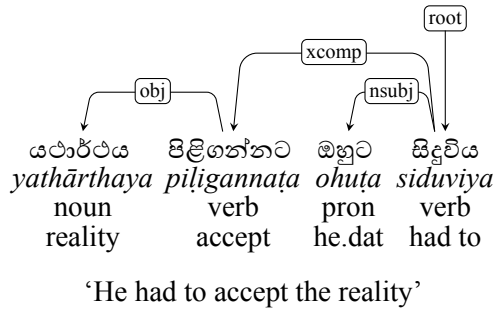 root
xcomp
obj nsubj
යථාර්ථය පිළිගන්නට ඔහුට සිදුවිය
yathārthaya piḷigannaṭa ohuṭa siduviya
noun verb pron verb
reality accept he.dat had to
‘He had to accept the reality’